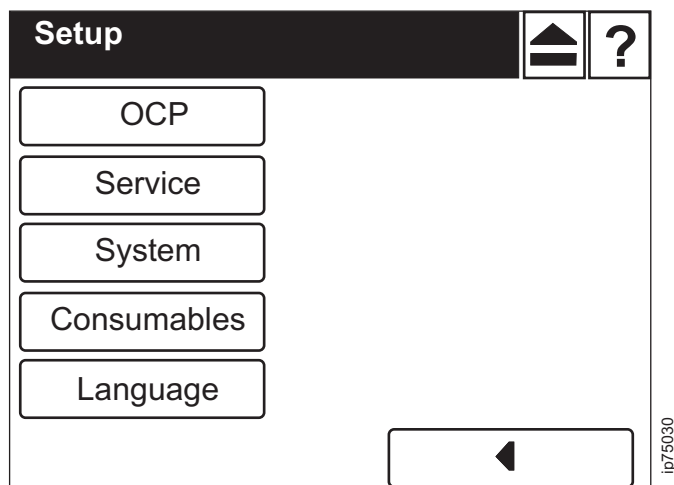 Setup
?
OCP
Service
System
Consumables
Language
ip75030